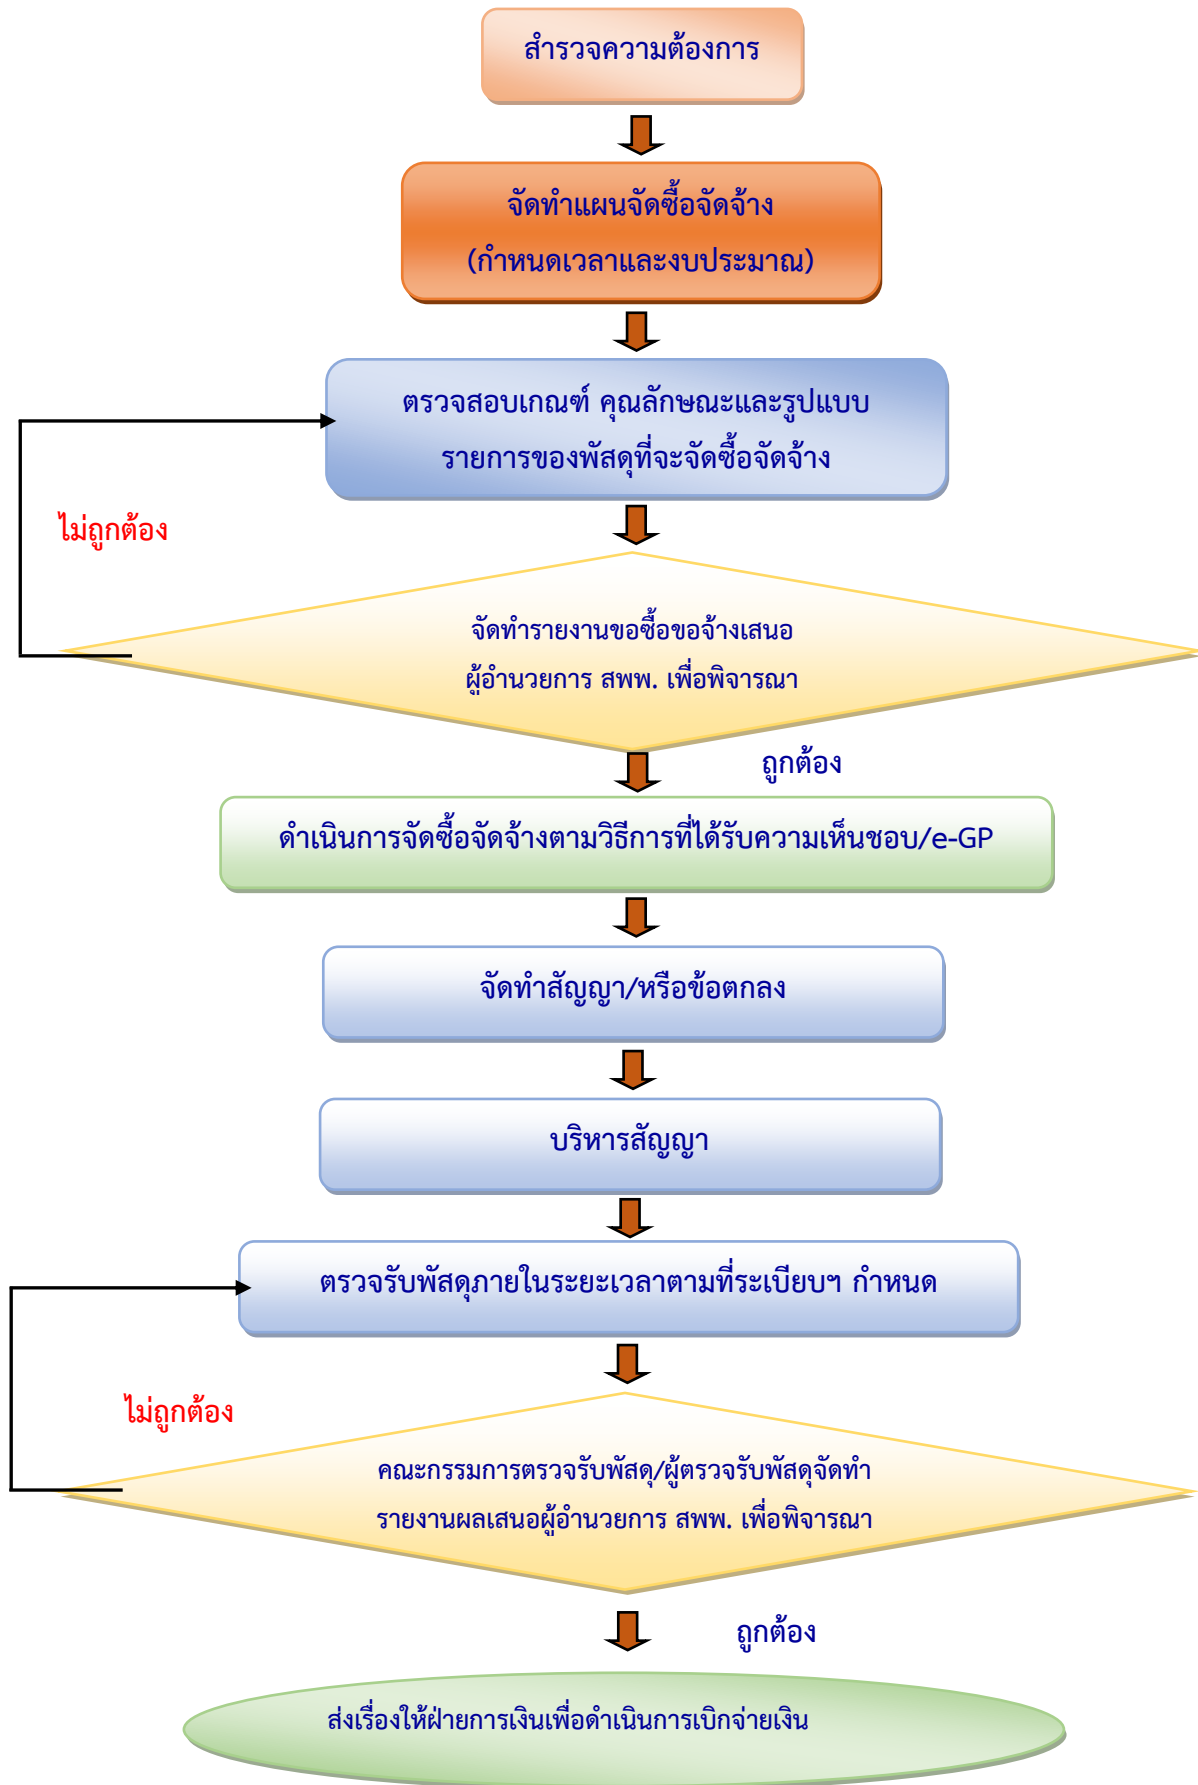 สำรวจความต้องการ
จัดทำแผนจัดซื้อจัดจ้าง
(กำหนดเวลาและงบประมาณ)
ตรวจสอบเกณฑ์ คุณลักษณะและรูปแบบ
รายการของพัสดุที่จะจัดซื้อจัดจ้าง
ไม่ถูกต้อง
จัดทำรายงานขอซื้อขอจ้างเสนอ
ผู้อำนวยการ สพพ. เพื่อพิจารณา
ถูกต้อง
ดำเนินการจัดซื้อจัดจ้างตามวิธีการที่ได้รับความเห็นชอบ/e-GP
จัดทำสัญญา/หรือข้อตกลง
บริหารสัญญา
ตรวจรับพัสดุภายในระยะเวลาตามที่ระเบียบฯ กำหนด
ไม่ถูกต้อง
คณะกรรมการตรวจรับพัสดุ/ผู้ตรวจรับพัสดุจัดทำ
รายงานผลเสนอผู้อำนวยการ สพพ. เพื่อพิจารณา
ถูกต้อง
ส่งเรื่องให้ฝ่ายการเงินเพื่อดำเนินการเบิกจ่ายเงิน